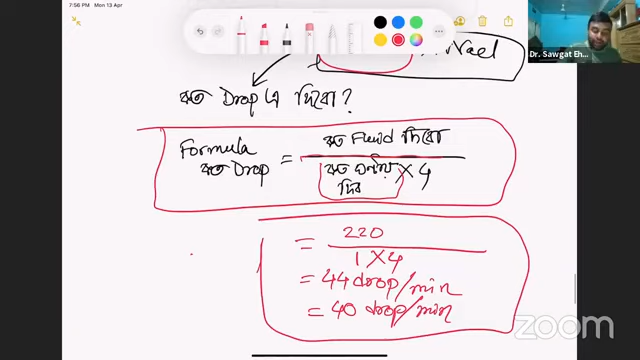 7:56 PM Mon 13 Apr
Nael
Dr. Sawgat Eh...
কত Drop এ দিবো?
Formula
কত Drop = কত Fluid দিবো
কত ঘন্টায় দিব × 4
= 220
1 × 4
= 44 drop/min
= 40 drop/min
zoom